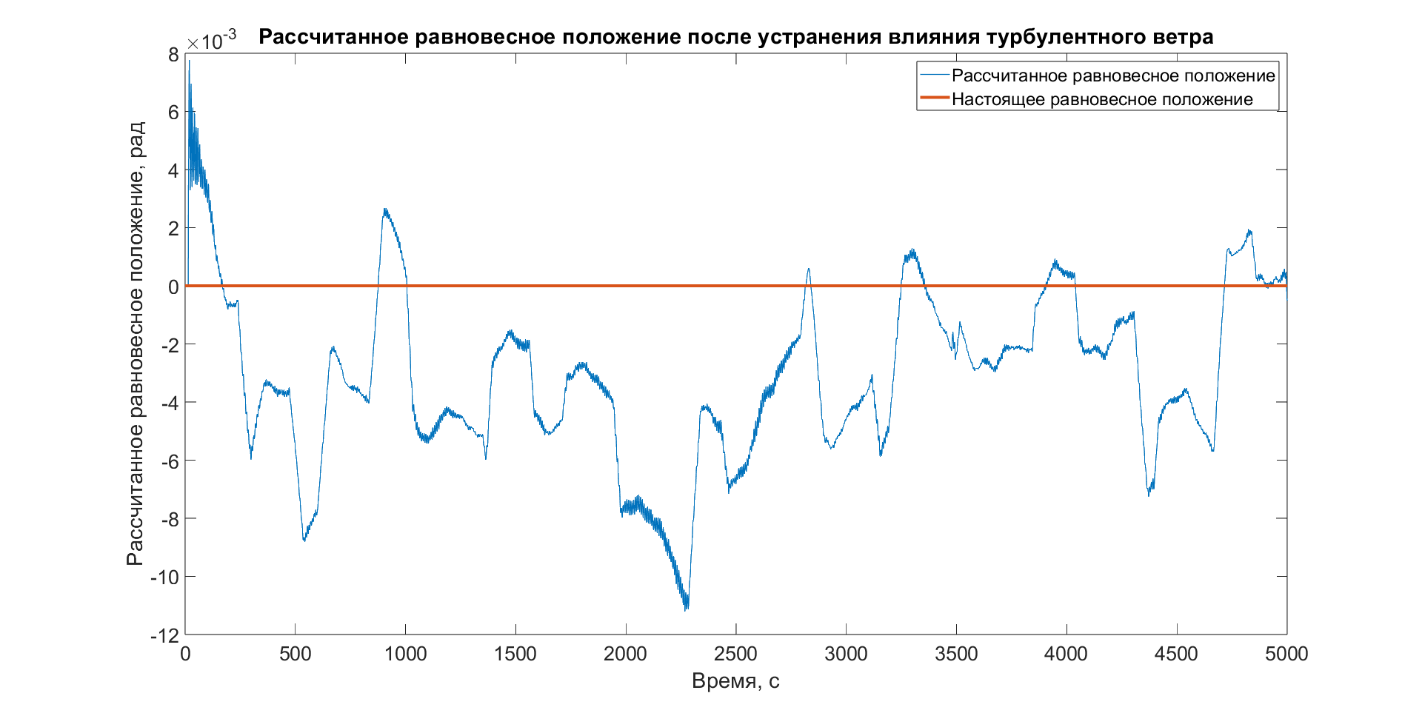 Рассчитанное равновесное положение после устранения влияния турбулентного ветра
×10⁻³
Рассчитанное равновесное положение
Настоящее равновесное положение
Рассчитанное равновесное положение, рад
8
6
4
2
0
-2
-4
-6
-8
-10
-12
0 500 1000 1500 2000 2500 3000 3500 4000 4500 5000
Время, с